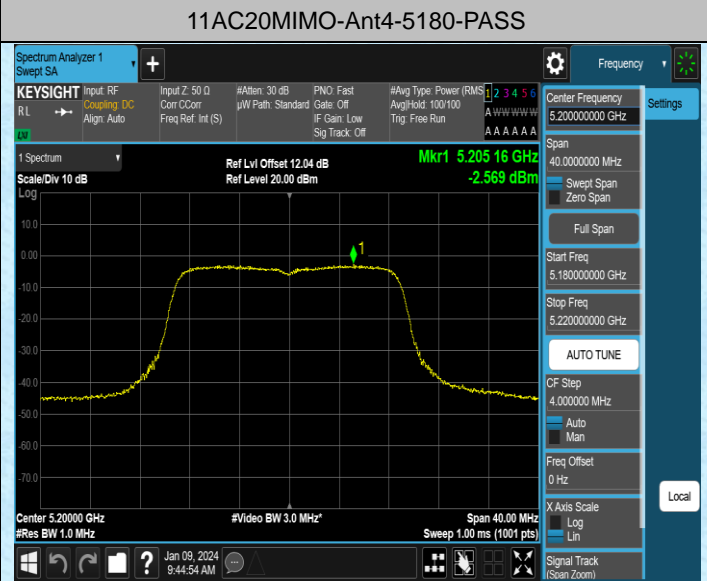 11AC20MIMO-Ant4-5180-PASS
Spectrum Analyzer 1
Swept SA
+
Frequency
KEYSIGHT
RL
LXI
Input: RF
Coupling: DC
Align: Auto
Input Z: 50 Ω
Corr CCorr
Freq Ref: Int (S)
#Atten: 30 dB
µW Path: Standard
PNO: Fast
Gate: Off
IF Gain: Low
Sig Track: Off
#Avg Type: Power (RMS
Avg|Hold: 100/100
Trig: Free Run
1 2 3 4 5 6
A W W W W W
A A A A A A
1 Spectrum
Scale/Div 10 dB
Ref Lvl Offset 12.04 dB
Ref Level 20.00 dBm
Mkr1 5.205 16 GHz
-2.569 dBm
Log
10.0
0.00
-10.0
-20.0
-30.0
-40.0
-50.0
-60.0
-70.0
1
Center 5.20000 GHz
#Res BW 1.0 MHz
#Video BW 3.0 MHz*
Span 40.00 MHz
Sweep 1.00 ms (1001 pts)
Center Frequency
5.200000000 GHz
Settings
Span
40.0000000 MHz
Swept Span
Zero Span
Full Span
Start Freq
5.180000000 GHz
Stop Freq
5.220000000 GHz
AUTO TUNE
CF Step
4.000000 MHz
Auto
Man
Freq Offset
0 Hz
X Axis Scale
Log
Lin
Local
Signal Track
(Span Zoom)
?
Jan 09, 2024
9:44:54 AM